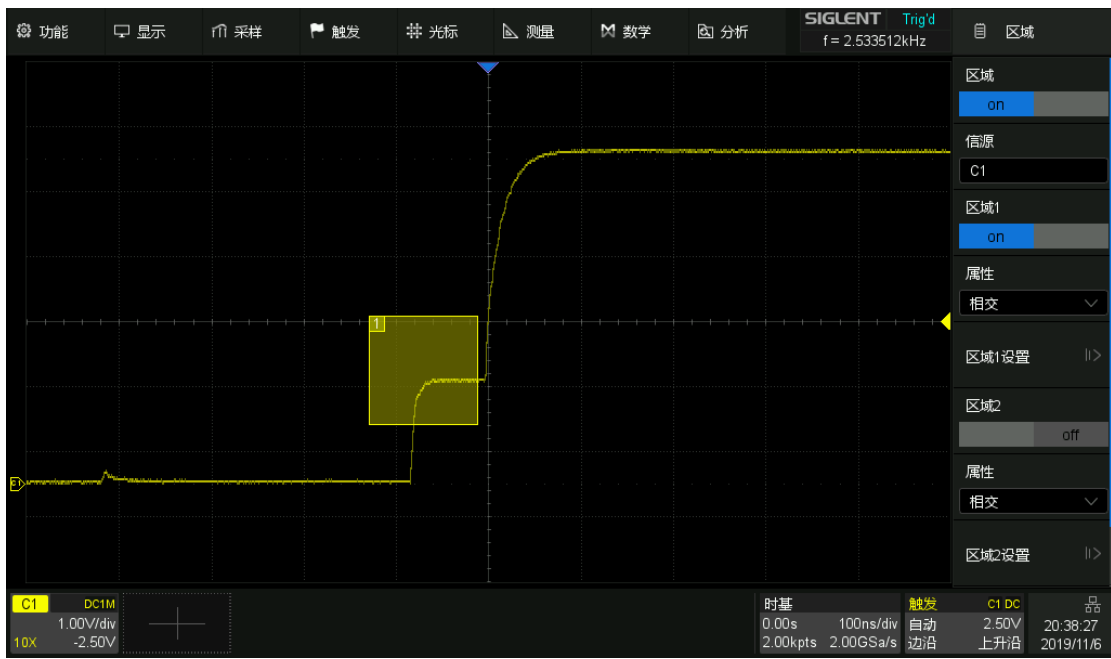 功能 显示 采样 触发 光标 测量 数学 分析 SIGLENT Trig'd 区域
f = 2.533512kHz
区域
on
信源
C1
区域1
on
属性
相交
1
区域1设置
区域2
off
属性
C1
相交
区域2设置
C1 DC1M 时基 触发 C1 DC
1.00V/div 0.00s 100ns/div 自动 2.50V 20:38:27
10X -2.50V 2.00kpts 2.00GSa/s 边沿 上升沿 2019/11/6